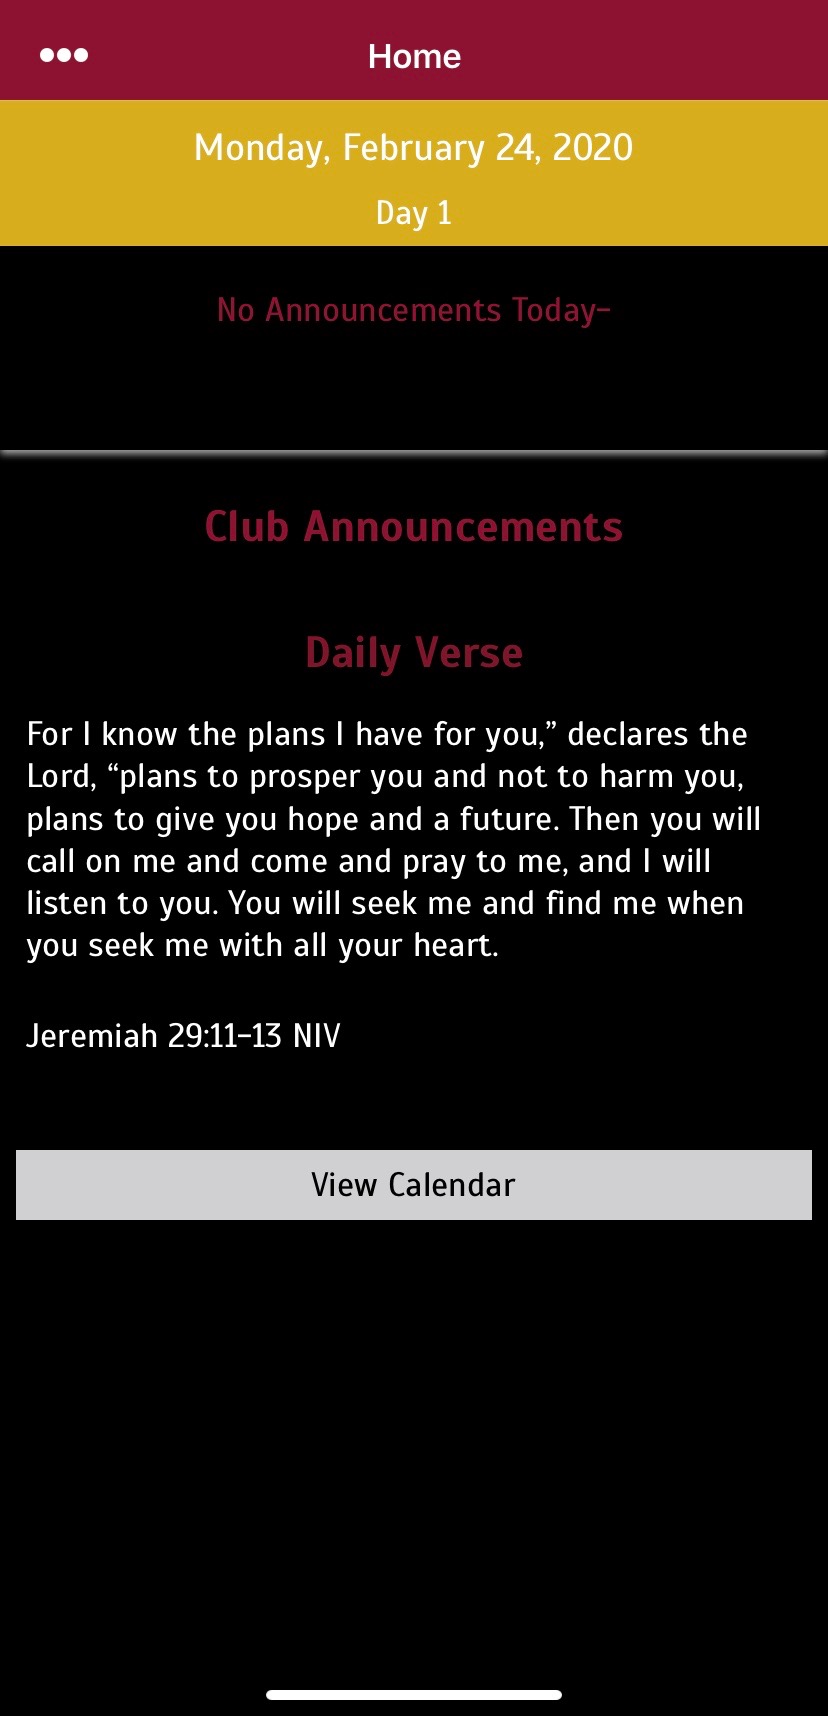 Home
Monday, February 24, 2020
Day 1
No Announcements Today-
Club Announcements
Daily Verse
For I know the plans I have for you,” declares the
Lord, “plans to prosper you and not to harm you,
plans to give you hope and a future. Then you will
call on me and come and pray to me, and I will
listen to you. You will seek me and find me when
you seek me with all your heart.
Jeremiah 29:11-13 NIV
View Calendar